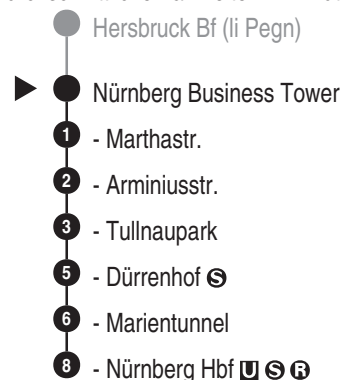 Hersbruck Bf (li Pegn)
Nürnberg Business Tower
1 - Marthastr.
2 - Arminiusstr.
3 - Tullnaupark
5 - Dürrenhof S
6 - Marientunnel
8 - Nürnberg Hbf U S R